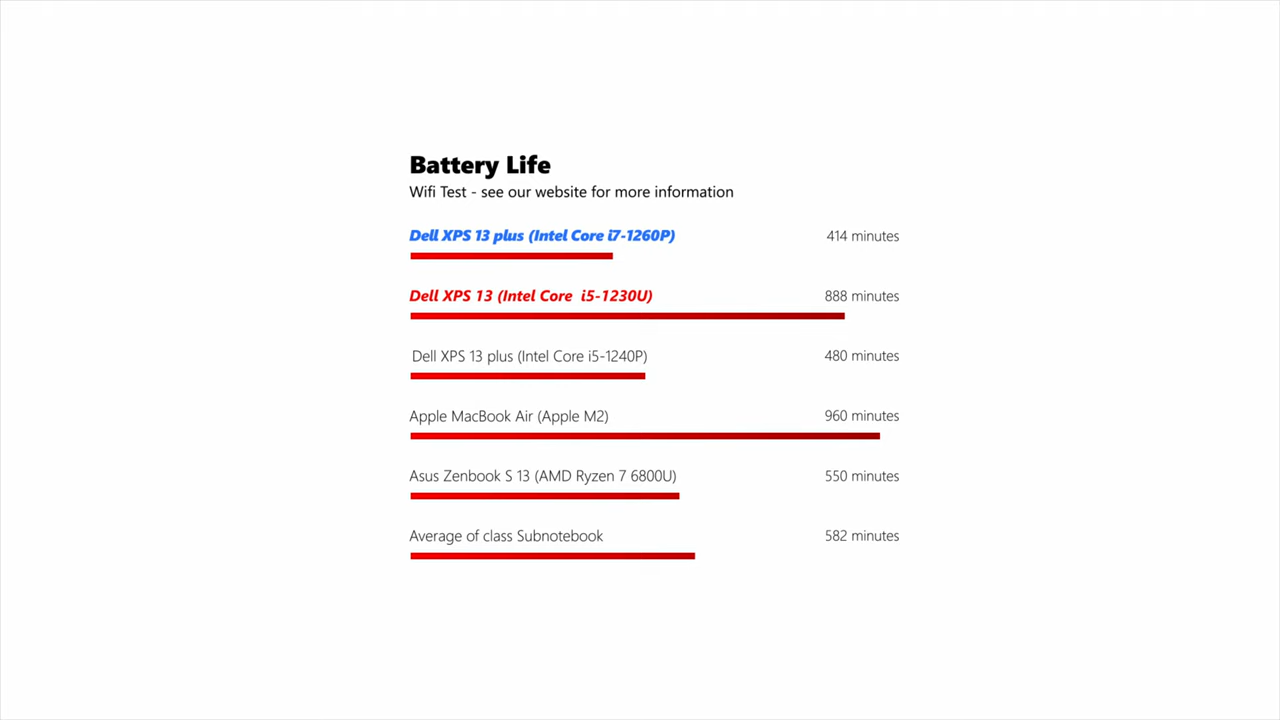 Battery Life
Wifi Test - see our website for more information
Dell XPS 13 plus (Intel Core i7-1260P) 414 minutes
Dell XPS 13 (Intel Core i5-1230U) 888 minutes
Dell XPS 13 plus (Intel Core i5-1240P) 480 minutes
Apple MacBook Air (Apple M2) 960 minutes
Asus Zenbook S 13 (AMD Ryzen 7 6800U) 550 minutes
Average of class Subnotebook 582 minutes